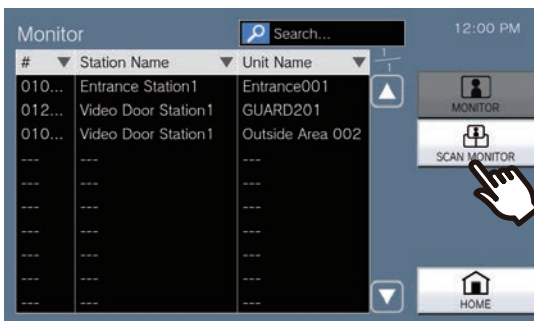 Monitor
Search...
12:00 PM
# Station Name Unit Name
1/1
010... Entrance Station1 Entrance001
012... Video Door Station1 GUARD201
010... Video Door Station1 Outside Area 002
--- --- ---
--- --- ---
--- --- ---
--- --- ---
--- --- ---
--- --- ---
MONITOR
SCAN MONITOR
HOME